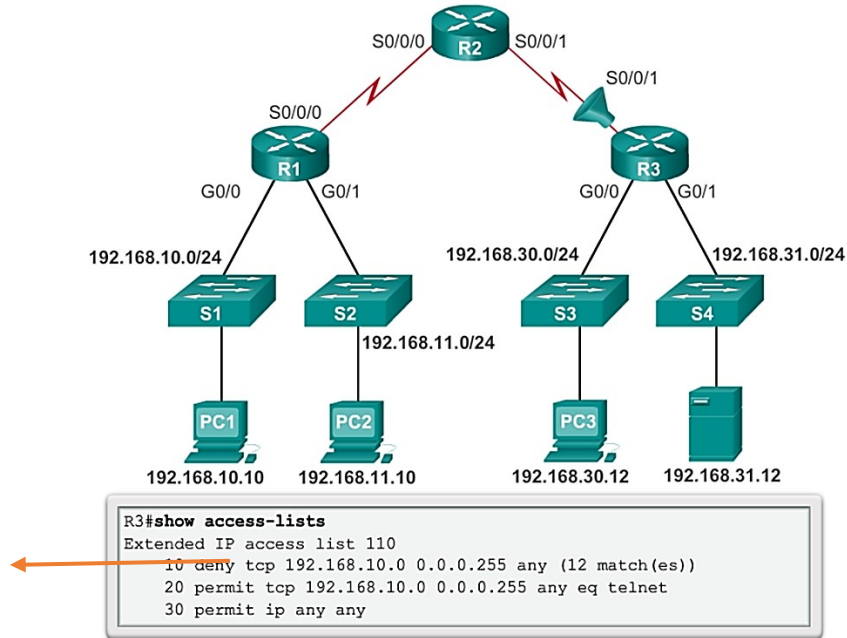 S0/0/0
R2
S0/0/1
S0/0/1
S0/0/0
R1
R3
G0/0
G0/1
G0/0
G0/1
192.168.10.0/24
192.168.30.0/24
192.168.31.0/24
S1
S2
S3
S4
192.168.11.0/24
PC1
PC2
PC3
192.168.10.10
192.168.11.10
192.168.30.12
192.168.31.12
R3#show access-lists
Extended IP access list 110
10 deny tcp 192.168.10.0 0.0.0.255 any (12 match(es))
20 permit tcp 192.168.10.0 0.0.0.255 any eq telnet
30 permit ip any any